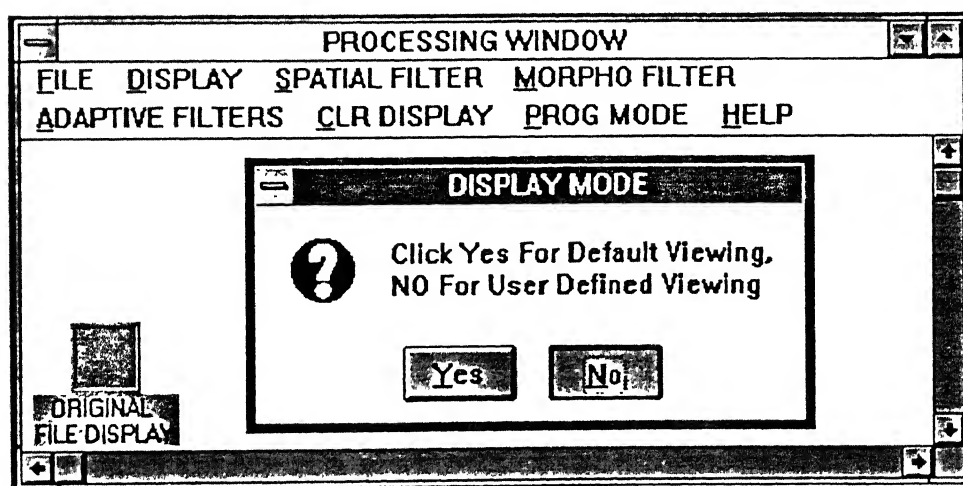 PROCESSING WINDOW
FILE DISPLAY SPATIAL FILTER MORPHO FILTER
ADAPTIVE FILTERS CLR DISPLAY PROG MODE HELP
DISPLAY MODE
Click Yes For Default Viewing,
NO For User Defined Viewing
Yes No
ORIGINAL
FILE-DISPLAY